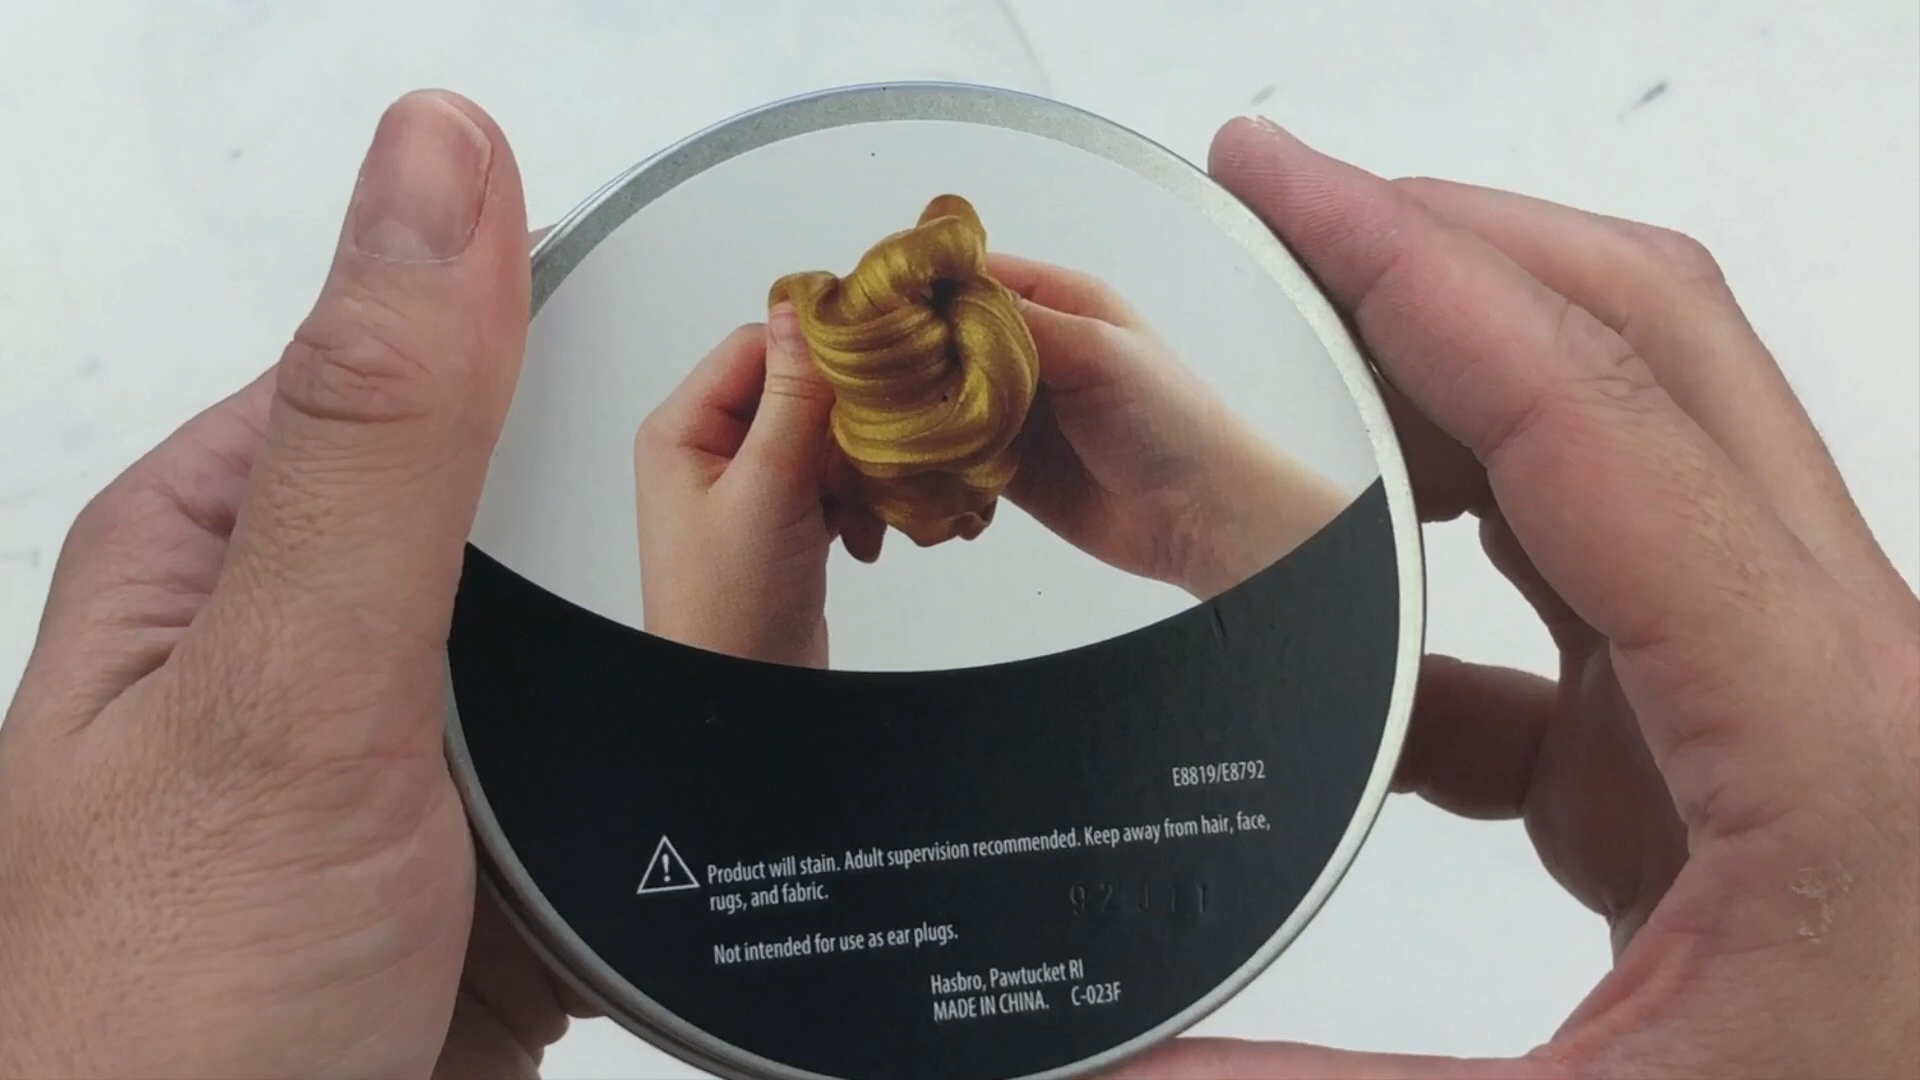 E8819/E8792
Product will stain. Adult supervision recommended. Keep away from hair, face,
rugs, and fabric.
Not intended for use as ear plugs.
Hasbro, Pawtucket RI
MADE IN CHINA. C-023F